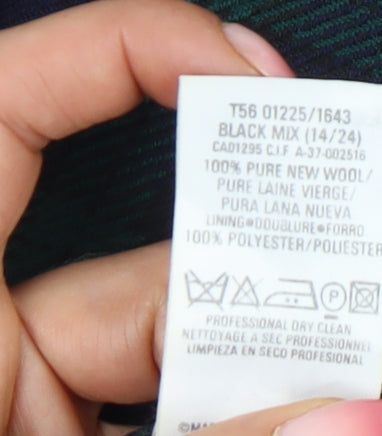 T56 01225/1643
BLACK MIX (14/24)
CA01295 C.I.F A-37-002516
100% PURE NEW WOOL/
PURE LAINE VIERGE/
PURA LANA NUEVA
LINING●DOUBLURE●FORRO
100% POLYESTER/POLIESTER
P
PROFESSIONAL DRY CLEAN
NETTOYAGE A SEC PROFESSIONNEL
LIMPIEZA EN SECO PROFESIONAL